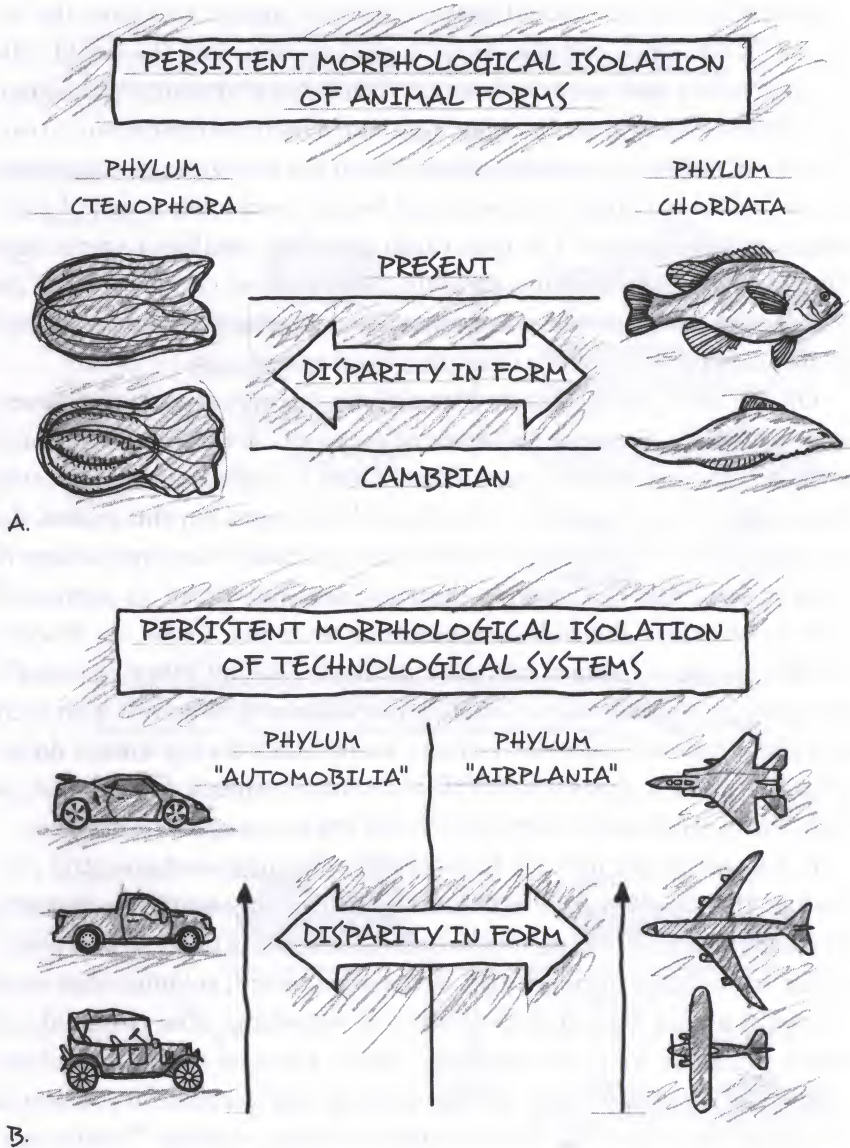 PERSISTENT MORPHOLOGICAL ISOLATION
OF ANIMAL FORMS
PHYLUM
CTENOPHORA
PHYLUM
CHORDATA
PRESENT
DISPARITY IN FORM
CAMBRIAN
A.
PERSISTENT MORPHOLOGICAL ISOLATION
OF TECHNOLOGICAL SYSTEMS
PHYLUM
"AUTOMOBILIA"
PHYLUM
"AIRPLANIA"
DISPARITY IN FORM
B.